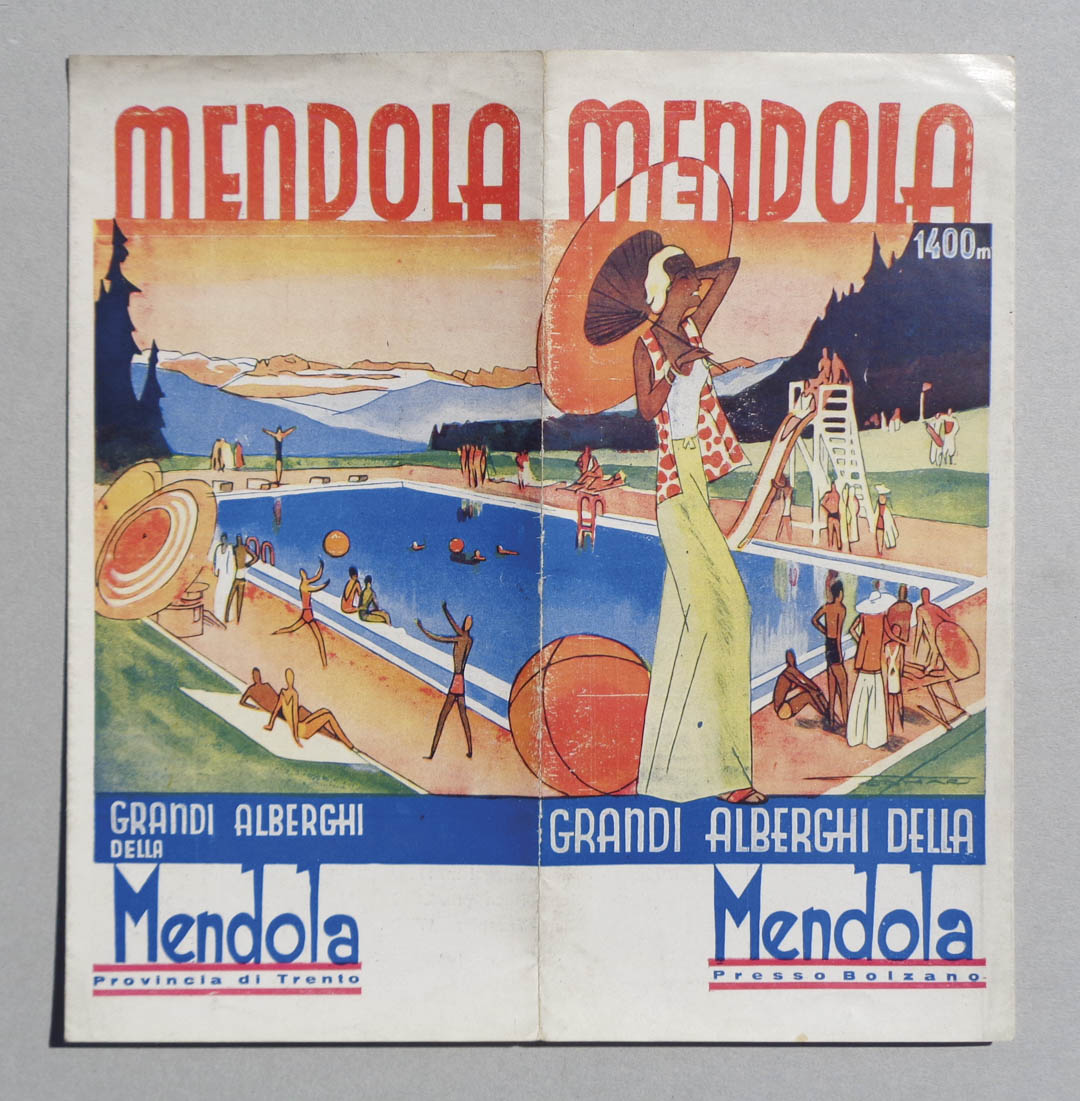 MENDOLA
GRANDI ALBERGHI
DELLA
Mendola
Provincia di Trento
MENDOLA
1400m
GRANDI ALBERGHI DELLA
Mendola
Presso Bolzano